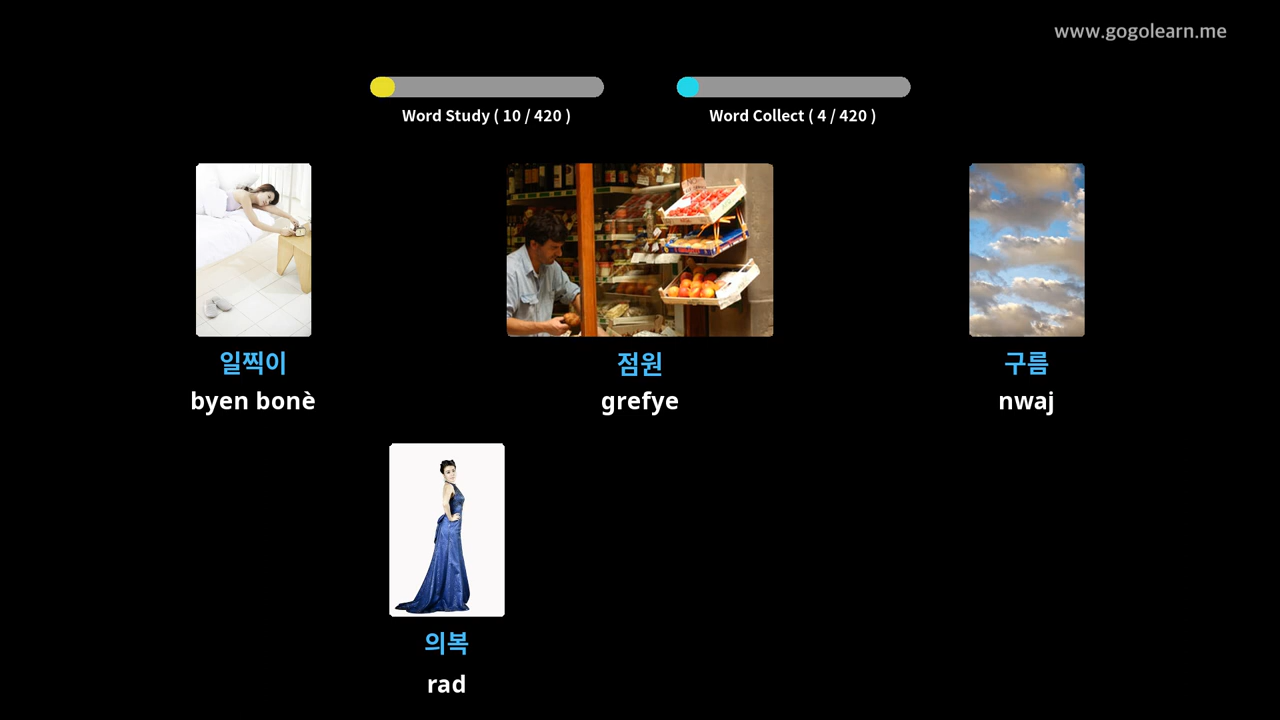 www.gogolearn.me
Word Study ( 10 / 420 )
Word Collect ( 4 / 420 )
일찍이
byen bonè
점원
grefye
구름
nwaj
의복
rad